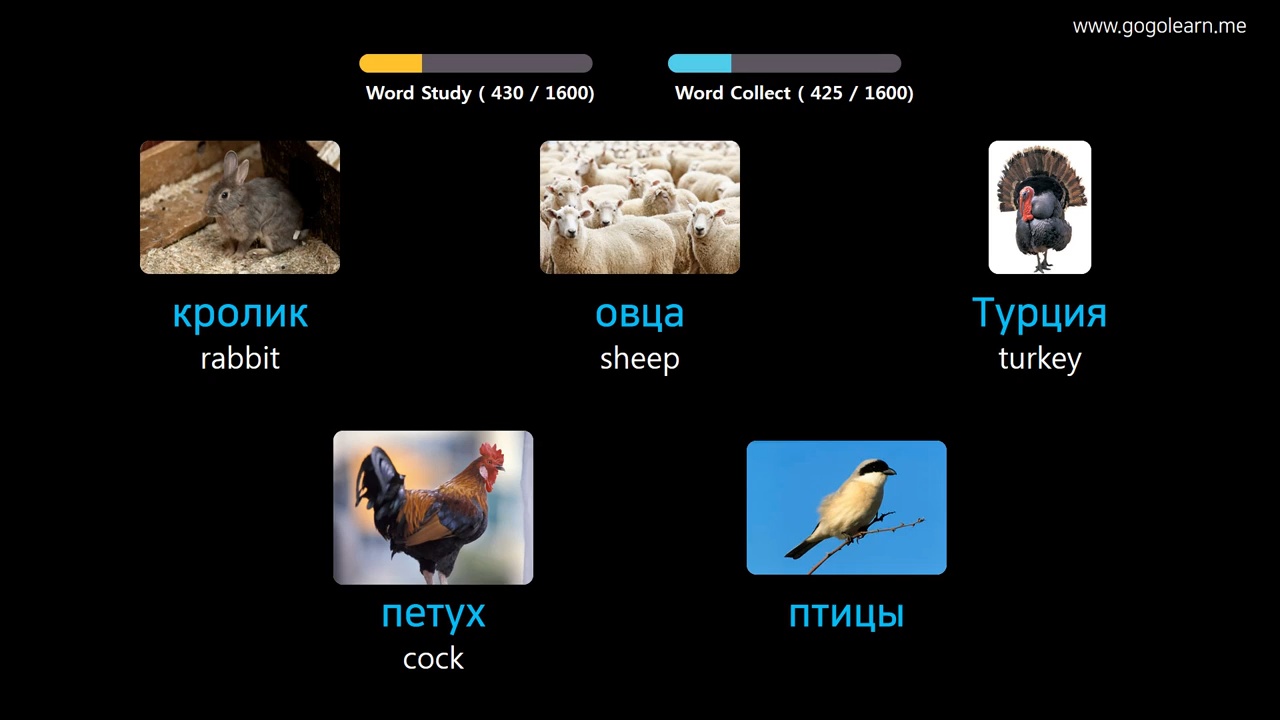 www.gogolearn.me
Word Study ( 430 / 1600)
Word Collect ( 425 / 1600)
кролик
rabbit
овца
sheep
Турция
turkey
петух
cock
птицы